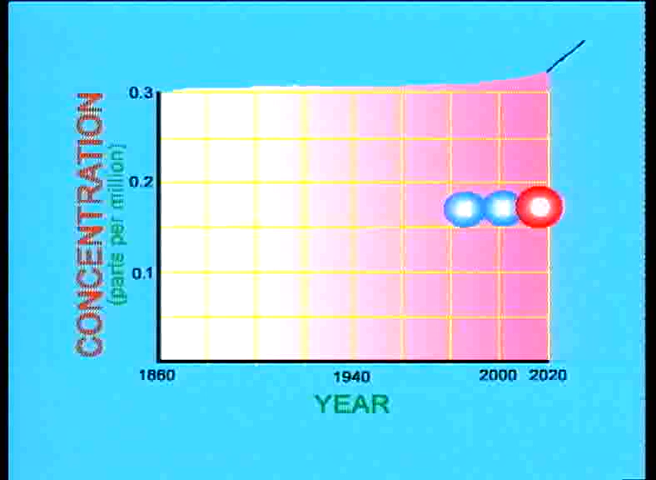 CONCENTRATION
(parts per million)
0.3
0.2
0.1
1860 1940 2000 2020
YEAR